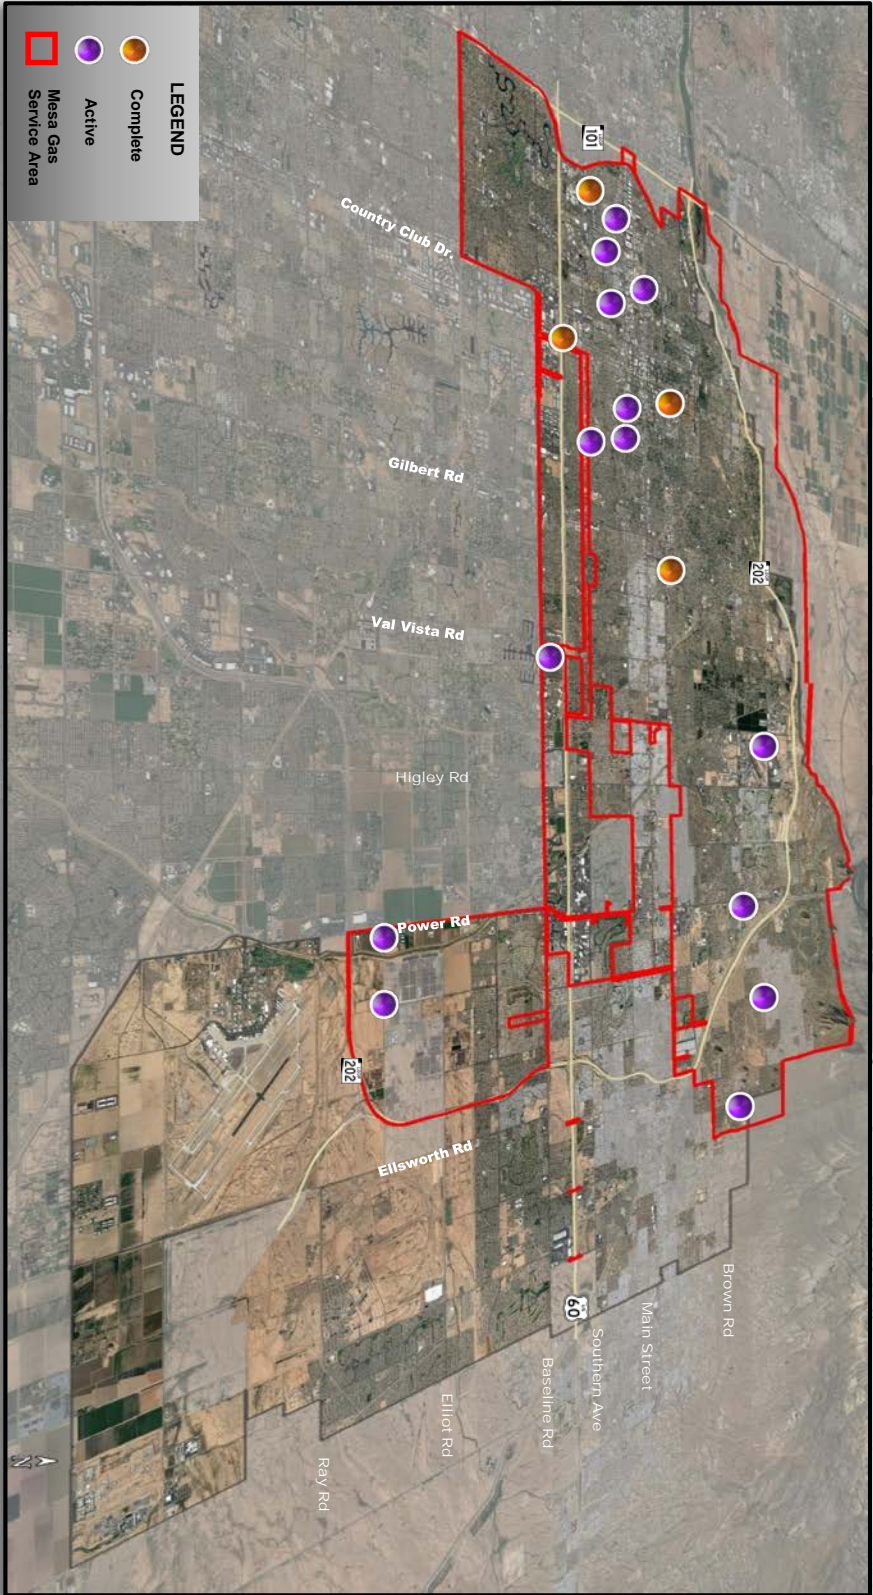 LEGEND
Complete
Active
Mesa Gas
Service Area
101
202
Country Club Dr.
Gilbert Rd
Val Vista Rd
Higley Rd
Power Rd
202
Ellsworth Rd
Brown Rd
Main Street
60
Southern Ave
Baseline Rd
Elliot Rd
Ray Rd
N